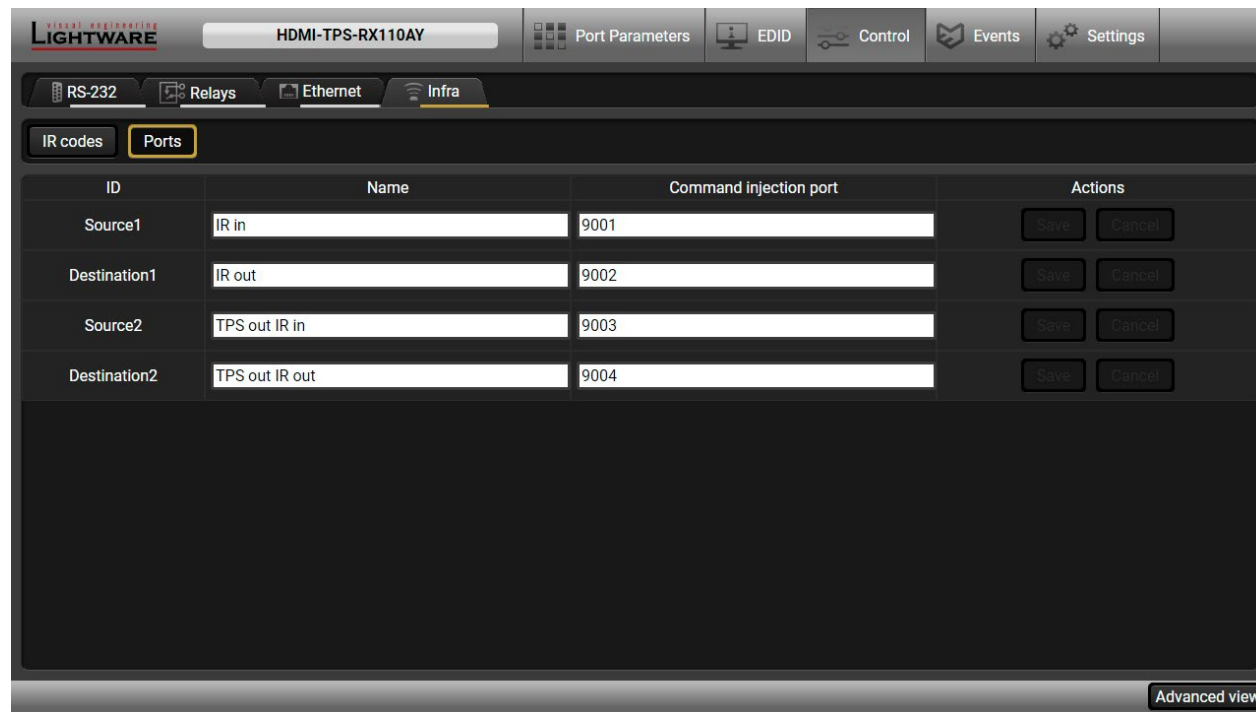 visual engineering
LIGHTWARE
HDMI-TPS-RX110AY
Port Parameters
EDID
Control
Events
Settings
RS-232
Relays
Ethernet
Infra
IR codes
Ports
ID Name Command injection port Actions
Source1 IR in 9001 Save Cancel
Destination1 IR out 9002 Save Cancel
Source2 TPS out IR in 9003 Save Cancel
Destination2 TPS out IR out 9004 Save Cancel
Advanced view